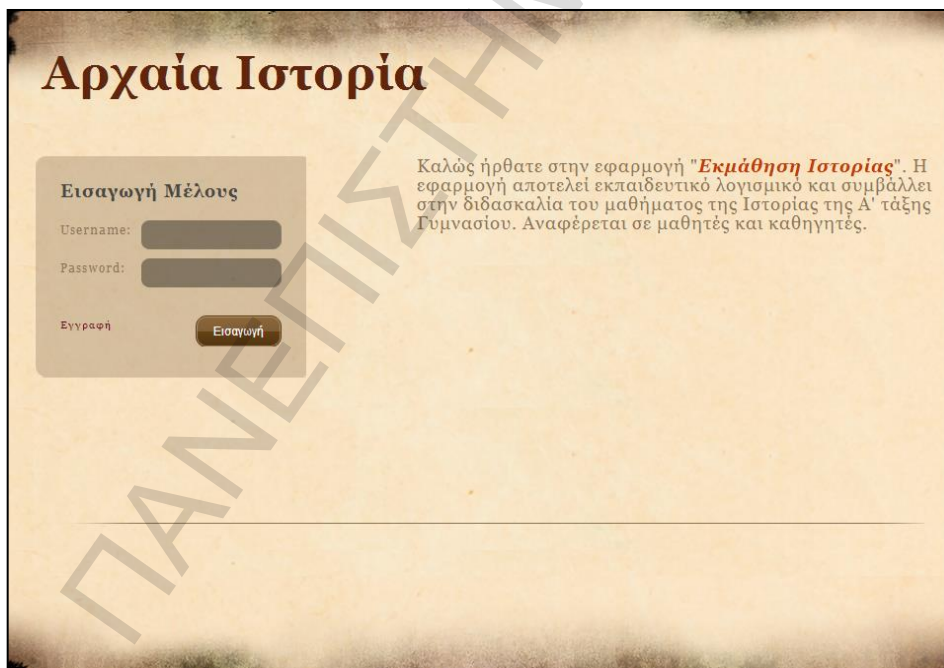 Αρχαία Ιστορία
Εισαγωγή Μέλους
Username:
Password:
Εγγραφή
Εισαγωγή
Καλώς ήρθατε στην εφαρμογή "Εκμάθηση Ιστορίας". Η
εφαρμογή αποτελεί εκπαιδευτικό λογισμικό και συμβάλλει
στην διδασκαλία του μαθήματος της Ιστορίας της Α' τάξης
Γυμνασίου. Αναφέρεται σε μαθητές και καθηγητές.